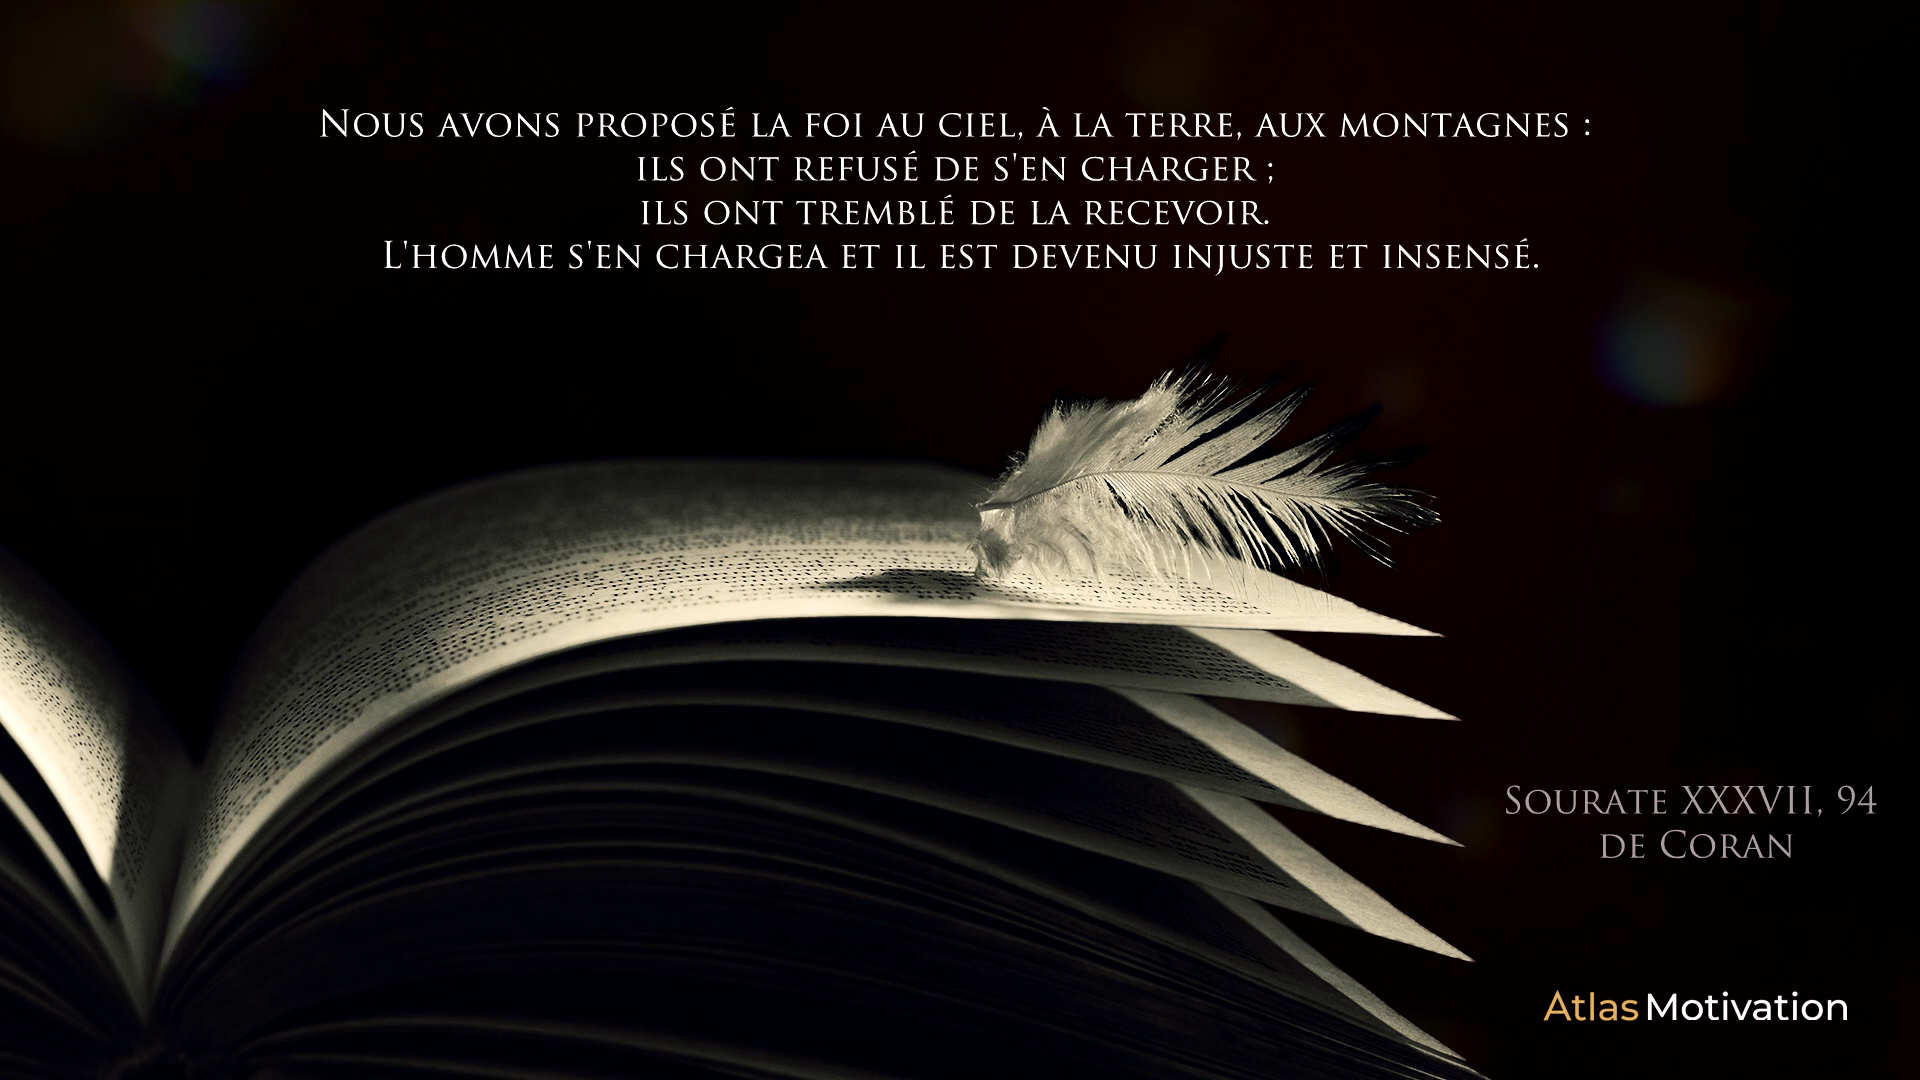 Nous avons proposé la foi au ciel, à la terre, aux montagnes :
ils ont refusé de s'en charger ;
ils ont tremblé de la recevoir.
L'homme s'en chargea et il est devenu injuste et insensé.
Sourate XXXVII, 94
de Coran
Atlas Motivation